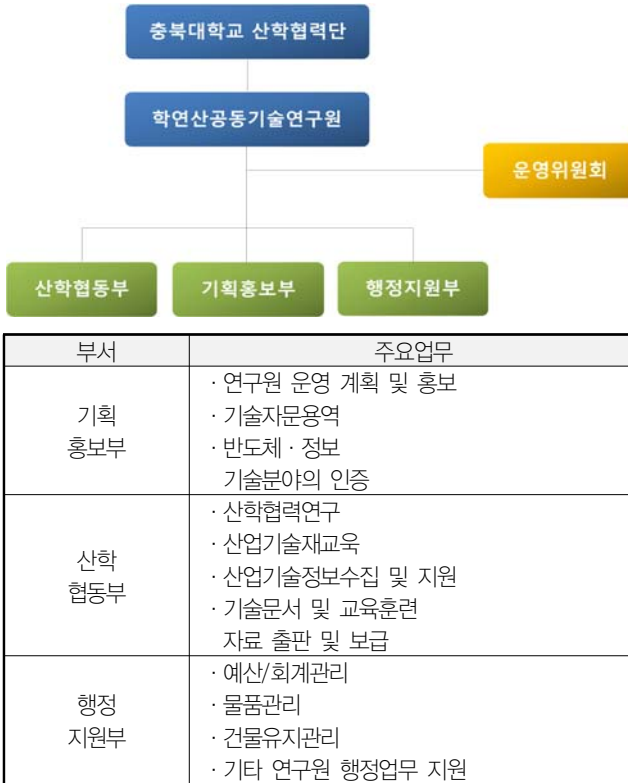 충북대학교 산학협력단
학연산공동기술연구원
운영위원회
산학협동부 기획홍보부 행정지원부
부서 주요업무
기획
홍보부
· 연구원 운영 계획 및 홍보
· 기술자문용역
· 반도체 · 정보
기술분야의 인증
산학
협동부
· 산학협력연구
· 산업기술재교육
· 산업기술정보수집 및 지원
· 기술문서 및 교육훈련
자료 출판 및 보급
행정
지원부
· 예산/회계관리
· 물품관리
· 건물유지관리
· 기타 연구원 행정업무 지원